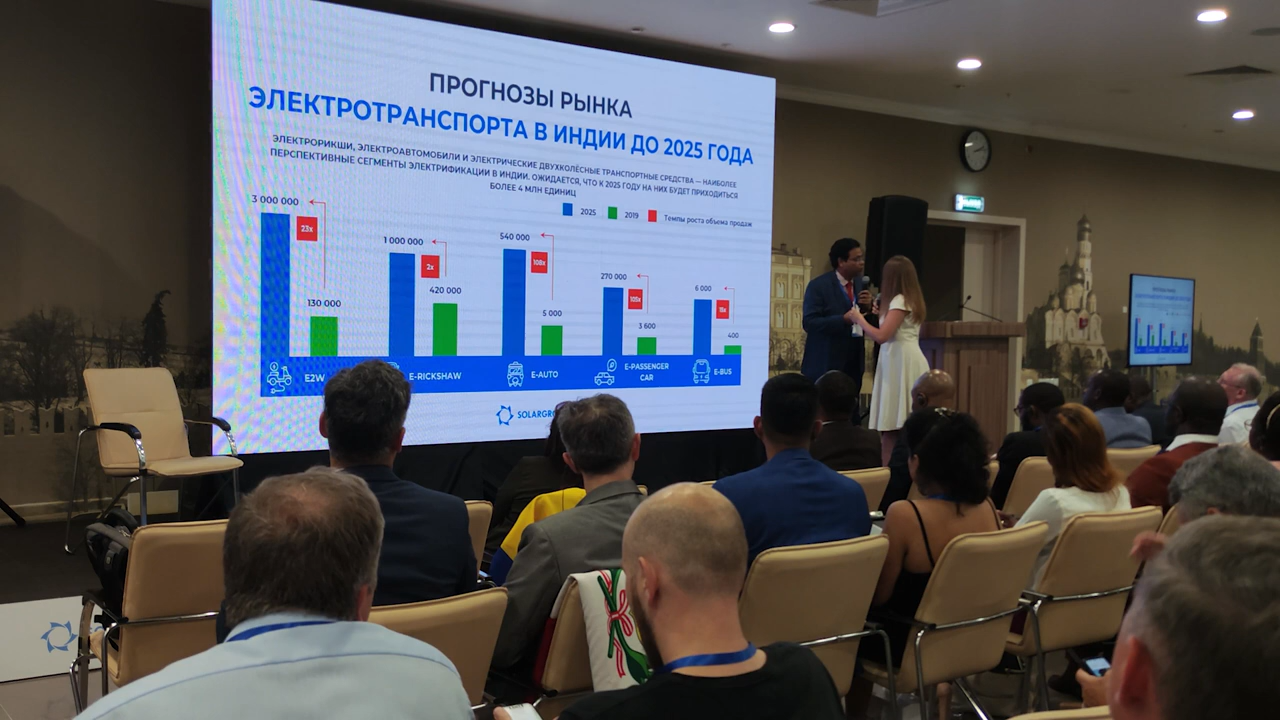 ПРОГНОЗЫ РЫНКА
ЭЛЕКТРОТРАНСПОРТА В ИНДИИ ДО 2025 ГОДА
ЭЛЕКТРОРИКШИ, ЭЛЕКТРОАВТОМОБИЛИ И ЭЛЕКТРИЧЕСКИЕ ДВУХКОЛЁСНЫЕ ТРАНСПОРТНЫЕ СРЕДСТВА — НАИБОЛЕЕ
ПЕРСПЕКТИВНЫЕ СЕГМЕНТЫ ЭЛЕКТРИФИКАЦИИ В ИНДИИ. ОЖИДАЕТСЯ, ЧТО К 2025 ГОДУ НА НИХ БУДЕТ ПРИХОДИТЬСЯ
БОЛЕЕ 4 МЛН ЕДИНИЦ
2025 2019 Темпы роста объема продаж
3 000 000
23x
130 000
1 000 000
2x
420 000
540 000
108x
5 000
270 000
105x
3 600
6 000
15x
400
E2W
E-RICKSHAW
E-AUTO
E-PASSENGER
CAR
E-BUS